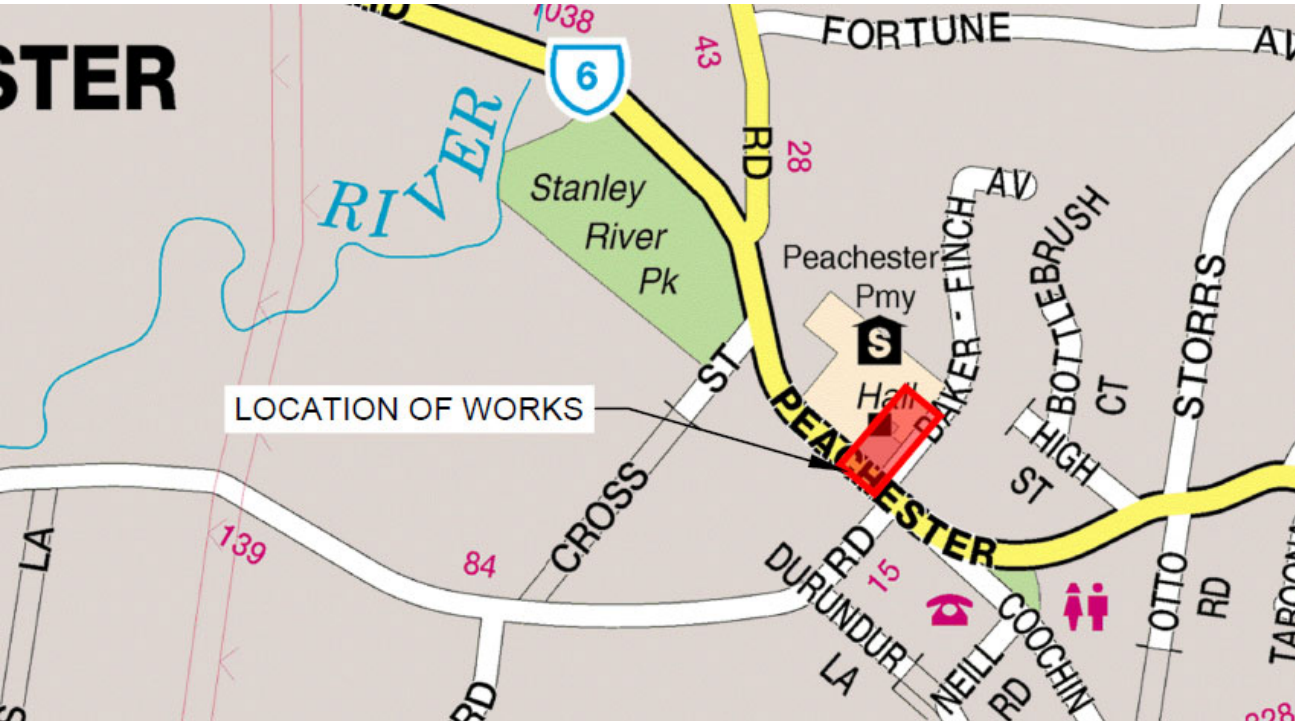 RD
1038
6
43
FORTUNE
AV
STER
RIVER
RD
28
AV
Stanley
River
Pk
BAKER - FINCH
BOTTLEBRUSH
CT
Peachester
Pmy
S
STORRS
ST
Hall
LOCATION OF WORKS
PEACHESTER
HIGH
ST
CROSS
LA
139
84
RD
15
DURUNDUR
LA
COOCHIN
NEILL
RD
OTTO
RD
RD